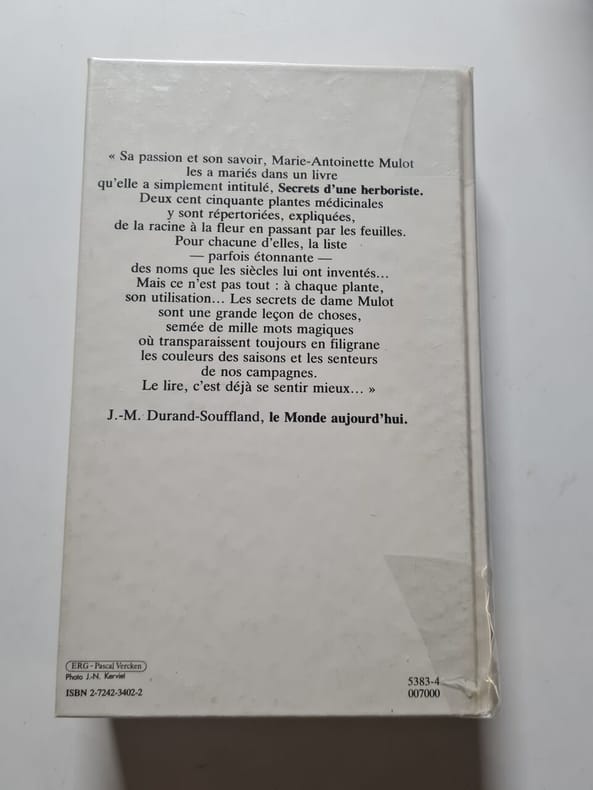 « Sa passion et son savoir, Marie-Antoinette Mulot
les a mariés dans un livre
qu'elle a simplement intitulé, Secrets d'une herboriste.
Deux cent cinquante plantes médicinales
y sont répertoriées, expliquées,
de la racine à la fleur en passant par les feuilles.
Pour chacune d'elles, la liste
— parfois étonnante —
des noms que les siècles lui ont inventés...
Mais ce n'est pas tout : à chaque plante,
son utilisation... Les secrets de dame Mulot
sont une grande leçon de choses,
semée de mille mots magiques
où transparaissent toujours en filigrane
les couleurs des saisons et les senteurs
de nos campagnes.
Le lire, c'est déjà se sentir mieux... »
J.-M. Durand-Souffland, le Monde aujourd'hui.
ERG - Pascal Vercken
Photo J.-N. Kerviel
ISBN 2-7242-3402-2
5383-4
007000